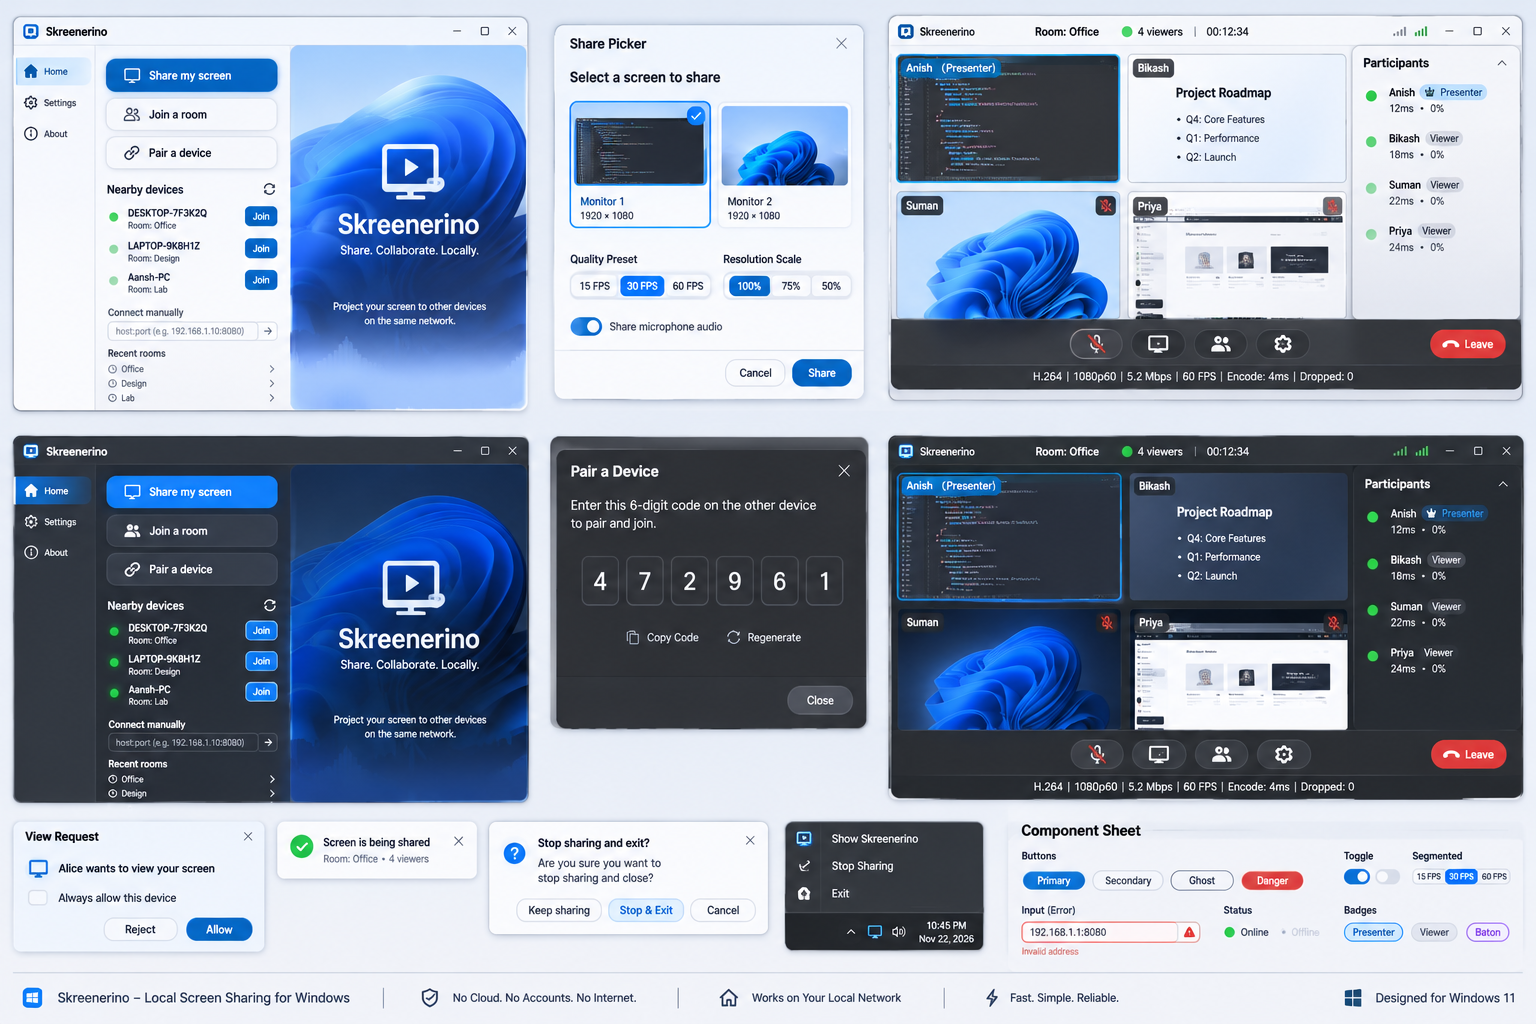 Skreenerino
Home
Settings
About
Share my screen
Join a room
Pair a device
Nearby devices
DESKTOP-7F3K2Q
Room: Office
Join
LAPTOP-9K8H1Z
Room: Design
Join
Aansh-PC
Room: Lab
Join
Connect manually
host:port (e.g. 192.168.1.10:8080)
Recent rooms
Office
Design
Lab
Skreenerino
Share. Collaborate. Locally.
Project your screen to other devices
on the same network.
Share Picker
Select a screen to share
Monitor 1
1920 × 1080
Monitor 2
1920 × 1080
Quality Preset
15 FPS 30 FPS 60 FPS
Resolution Scale
100% 75% 50%
Share microphone audio
Cancel
Share
Skreenerino
Room: Office
4 viewers | 00:12:34
Anish (Presenter)
Bikash
Project Roadmap
• Q4: Core Features
• Q1: Performance
• Q2: Launch
Suman
Priya
Participants
Anish Presenter
12ms • 0%
Bikash Viewer
18ms • 0%
Suman Viewer
22ms • 0%
Priya Viewer
24ms • 0%
Leave
H.264 | 1080p60 | 5.2 Mbps | 60 FPS | Encode: 4ms | Dropped: 0
Skreenerino
Home
Settings
About
Share my screen
Join a room
Pair a device
Nearby devices
DESKTOP-7F3K2Q
Room: Office
Join
LAPTOP-9K8H1Z
Room: Design
Join
Aansh-PC
Room: Lab
Join
Connect manually
host:port (e.g. 192.168.1.10:8080)
Recent rooms
Office
Design
Skreenerino
Share. Collaborate. Locally.
Project your screen to other devices
on the same network.
Pair a Device
Enter this 6-digit code on the other device
to pair and join.
4 7 2 9 6 1
Copy Code
Regenerate
Close
Skreenerino
Room: Office
4 viewers | 00:12:34
Anish (Presenter)
Bikash
Project Roadmap
• Q4: Core Features
• Q1: Performance
• Q2: Launch
Suman
Priya
Participants
Anish Presenter
12ms • 0%
Bikash Viewer
18ms • 0%
Suman Viewer
22ms • 0%
Priya Viewer
24ms • 0%
Leave
H.264 | 1080p60 | 5.2 Mbps | 60 FPS | Encode: 4ms | Dropped: 0
View Request
Alice wants to view your screen
Always allow this device
Reject
Allow
Screen is being shared
Room: Office • 4 viewers
Stop sharing and exit?
Are you sure you want to
stop sharing and close?
Keep sharing
Stop & Exit
Cancel
Show Skreenerino
Stop Sharing
Exit
10:45 PM
Nov 22, 2026
Component Sheet
Buttons
Primary
Secondary
Ghost
Danger
Toggle
Segmented
15 FPS 30 FPS 60 FPS
Input (Error)
192.168.1.1:8080
Invalid address
Status
Online • Offline
Badges
Presenter
Viewer
Baton
Skreenerino – Local Screen Sharing for Windows
No Cloud. No Accounts. No Internet.
Works on Your Local Network
Fast. Simple. Reliable.
Designed for Windows 11